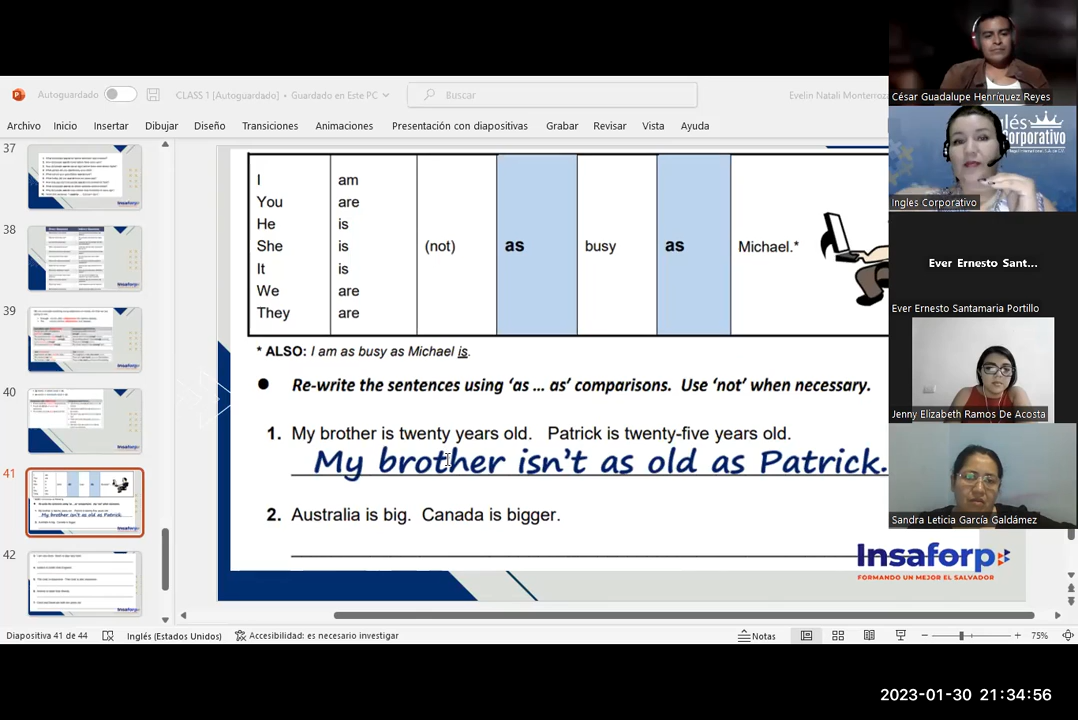 Autoguardado
CLASS 1 [Autoguardado] • Guardado en Este PC
Buscar
Evelin Natali Monterroz
Archivo Inicio Insertar Dibujar Diseño Transiciones Animaciones Presentación con diapositivas Grabar Revisar Vista Ayuda
37
38
39
40
41
42
I am
You are
He is
She is (not) as busy as Michael.*
It is
We are
They are
* ALSO: I am as busy as Michael is.
Re-write the sentences using 'as ... as' comparisons. Use 'not' when necessary.
1. My brother is twenty years old. Patrick is twenty-five years old.
My brother isn't as old as Patrick.
2. Australia is big. Canada is bigger.
Insaforp
FORMANDO UN MEJOR EL SALVADOR
Insaforp
Insaforp
Insaforp
Insaforp
Insaforp
Diapositiva 41 de 44 Inglés (Estados Unidos) Accesibilidad: es necesario investigar Notas 75%
César Guadalupe Henríquez Reyes
Inglés Corporativo
Ever Ernesto Sant...
Ever Ernesto Santamaria Portillo
Jenny Elizabeth Ramos De Acosta
Sandra Leticia García Galdámez
2023-01-30 21:34:56